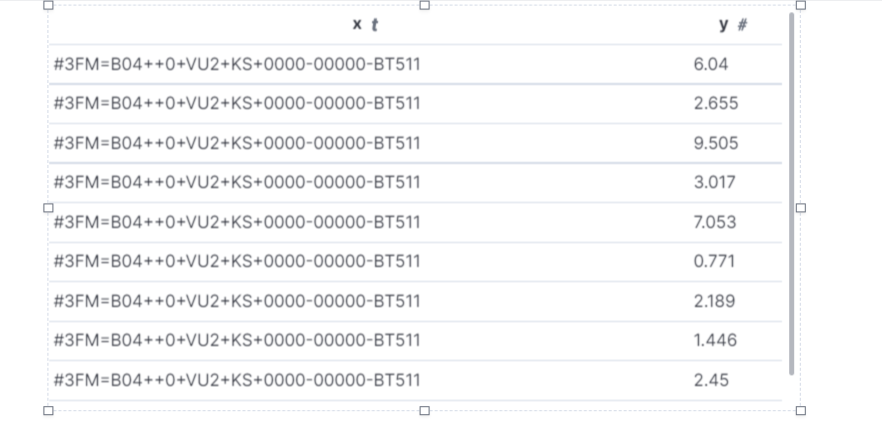 x t y #
#3FM=B04++0+VU2+KS+0000-00000-BT511 6.04
#3FM=B04++0+VU2+KS+0000-00000-BT511 2.655
#3FM=B04++0+VU2+KS+0000-00000-BT511 9.505
#3FM=B04++0+VU2+KS+0000-00000-BT511 3.017
#3FM=B04++0+VU2+KS+0000-00000-BT511 7.053
#3FM=B04++0+VU2+KS+0000-00000-BT511 0.771
#3FM=B04++0+VU2+KS+0000-00000-BT511 2.189
#3FM=B04++0+VU2+KS+0000-00000-BT511 1.446
#3FM=B04++0+VU2+KS+0000-00000-BT511 2.45